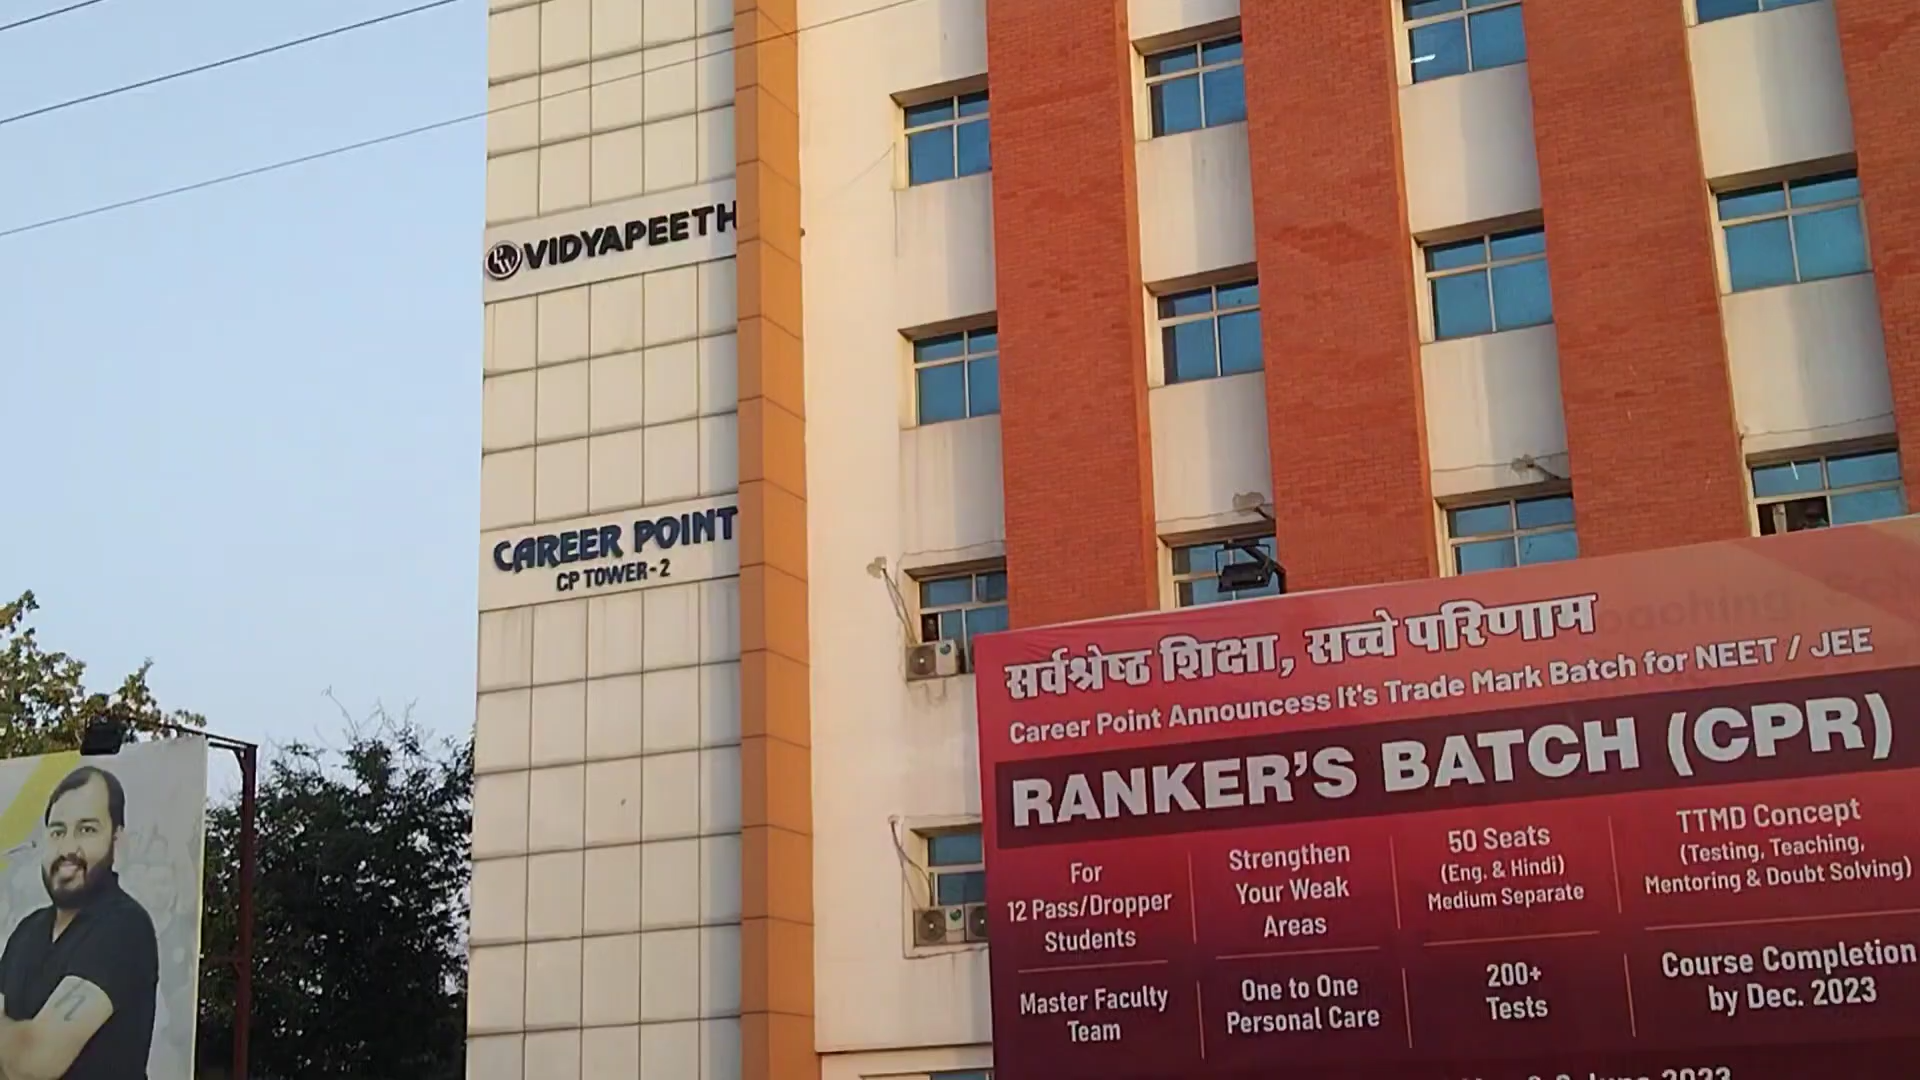 PW VIDYAPEETH
CAREER POINT
CP TOWER-2
सर्वश्रेष्ठ शिक्षा, सच्चे परिणाम
Career Point Announcess It's Trade Mark Batch for NEET / JEE
RANKER'S BATCH (CPR)
For
12 Pass/Dropper
Students
Strengthen
Your Weak
Areas
50 Seats
(Eng. & Hindi)
Medium Separate
TTMD Concept
(Testing, Teaching,
Mentoring & Doubt Solving)
Master Faculty
Team
One to One
Personal Care
200+
Tests
Course Completion
by Dec. 2023
June 2023